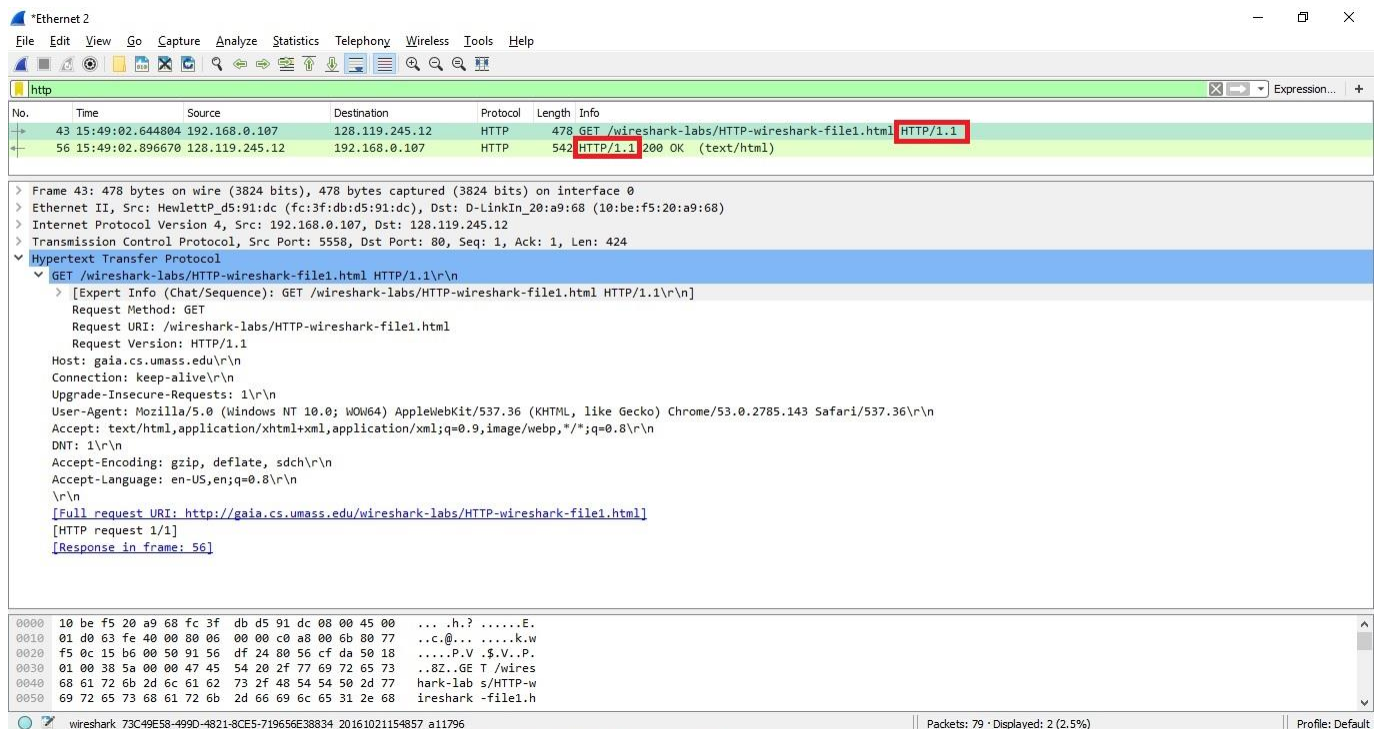 *Ethernet 2
File Edit View Go Capture Analyze Statistics Telephony Wireless Tools Help
http Expression... +
No. Time Source Destination Protocol Length Info
43 15:49:02.644804 192.168.0.107 128.119.245.12 HTTP 478 GET /wireshark-labs/HTTP-wireshark-file1.html HTTP/1.1
56 15:49:02.896670 128.119.245.12 192.168.0.107 HTTP 542 HTTP/1.1 200 OK (text/html)
Frame 43: 478 bytes on wire (3824 bits), 478 bytes captured (3824 bits) on interface 0
Ethernet II, Src: HewlettP_d5:91:dc (fc:3f:db:d5:91:dc), Dst: D-LinkIn_20:a9:68 (10:be:f5:20:a9:68)
Internet Protocol Version 4, Src: 192.168.0.107, Dst: 128.119.245.12
Transmission Control Protocol, Src Port: 5558, Dst Port: 80, Seq: 1, Ack: 1, Len: 424
Hypertext Transfer Protocol
GET /wireshark-labs/HTTP-wireshark-file1.html HTTP/1.1\r\n
[Expert Info (Chat/Sequence): GET /wireshark-labs/HTTP-wireshark-file1.html HTTP/1.1\r\n]
Request Method: GET
Request URI: /wireshark-labs/HTTP-wireshark-file1.html
Request Version: HTTP/1.1
Host: gaia.cs.umass.edu\r\n
Connection: keep-alive\r\n
Upgrade-Insecure-Requests: 1\r\n
User-Agent: Mozilla/5.0 (Windows NT 10.0; WOW64) AppleWebKit/537.36 (KHTML, like Gecko) Chrome/53.0.2785.143 Safari/537.36\r\n
Accept: text/html,application/xhtml+xml,application/xml;q=0.9,image/webp,*/*;q=0.8\r\n
DNT: 1\r\n
Accept-Encoding: gzip, deflate, sdch\r\n
Accept-Language: en-US,en;q=0.8\r\n
\r\n
[Full request URI: http://gaia.cs.umass.edu/wireshark-labs/HTTP-wireshark-file1.html]
[HTTP request 1/1]
[Response in frame: 56]
0000 10 be f5 20 a9 68 fc 3f db d5 91 dc 08 00 45 00 ... .h.? ......E.
0010 01 d0 63 fe 40 00 80 06 00 00 c0 a8 00 6b 80 77 ..c.@... .....k.w
0020 f5 0c 15 b6 00 50 91 56 df 24 80 56 cf da 50 18 .....P.V .$.V..P.
0030 01 00 38 5a 00 00 47 45 54 20 2f 77 69 72 65 73 ..8Z..GE T /wires
0040 68 61 72 6b 2d 6c 61 62 73 2f 48 54 54 50 2d 77 hark-lab s/HTTP-w
0050 69 72 65 73 68 61 72 6b 2d 66 69 6c 65 31 2e 68 ireshark -file1.h
wireshark_73C49E58-499D-4821-8CE5-719656E38834_20161021154857_a11796 Packets: 79 · Displayed: 2 (2.5%) Profile: Default